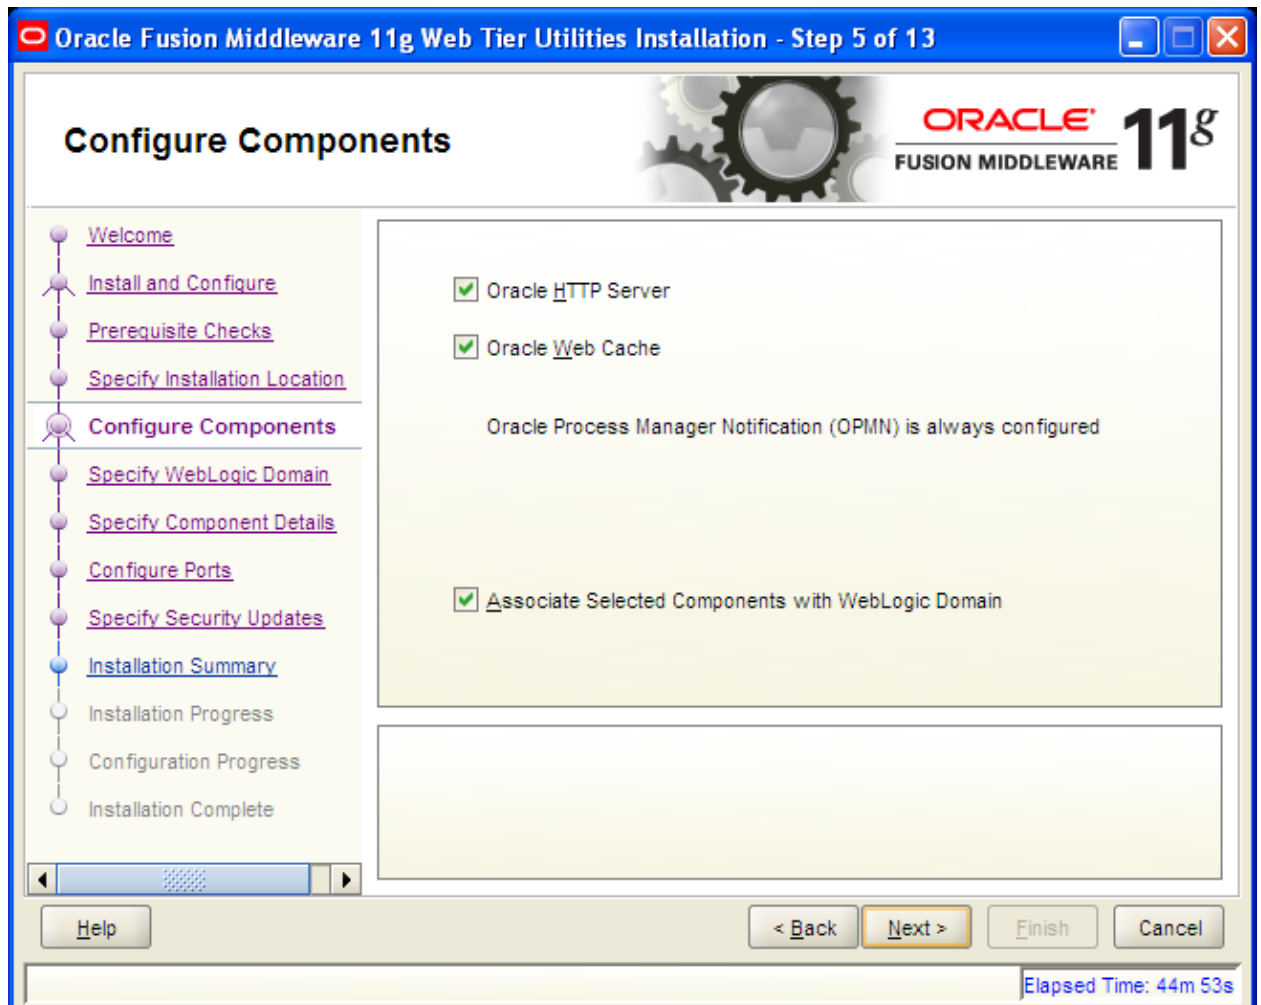 Oracle Fusion Middleware 11g Web Tier Utilities Installation - Step 5 of 13
Configure Components
ORACLE
FUSION MIDDLEWARE
11g
Welcome
Install and Configure
Prerequisite Checks
Specify Installation Location
Configure Components
Specify WebLogic Domain
Specify Component Details
Configure Ports
Specify Security Updates
Installation Summary
Installation Progress
Configuration Progress
Installation Complete
Oracle HTTP Server
Oracle Web Cache
Oracle Process Manager Notification (OPMN) is always configured
Associate Selected Components with WebLogic Domain
Help
< Back
Next >
Finish
Cancel
Elapsed Time: 44m 53s